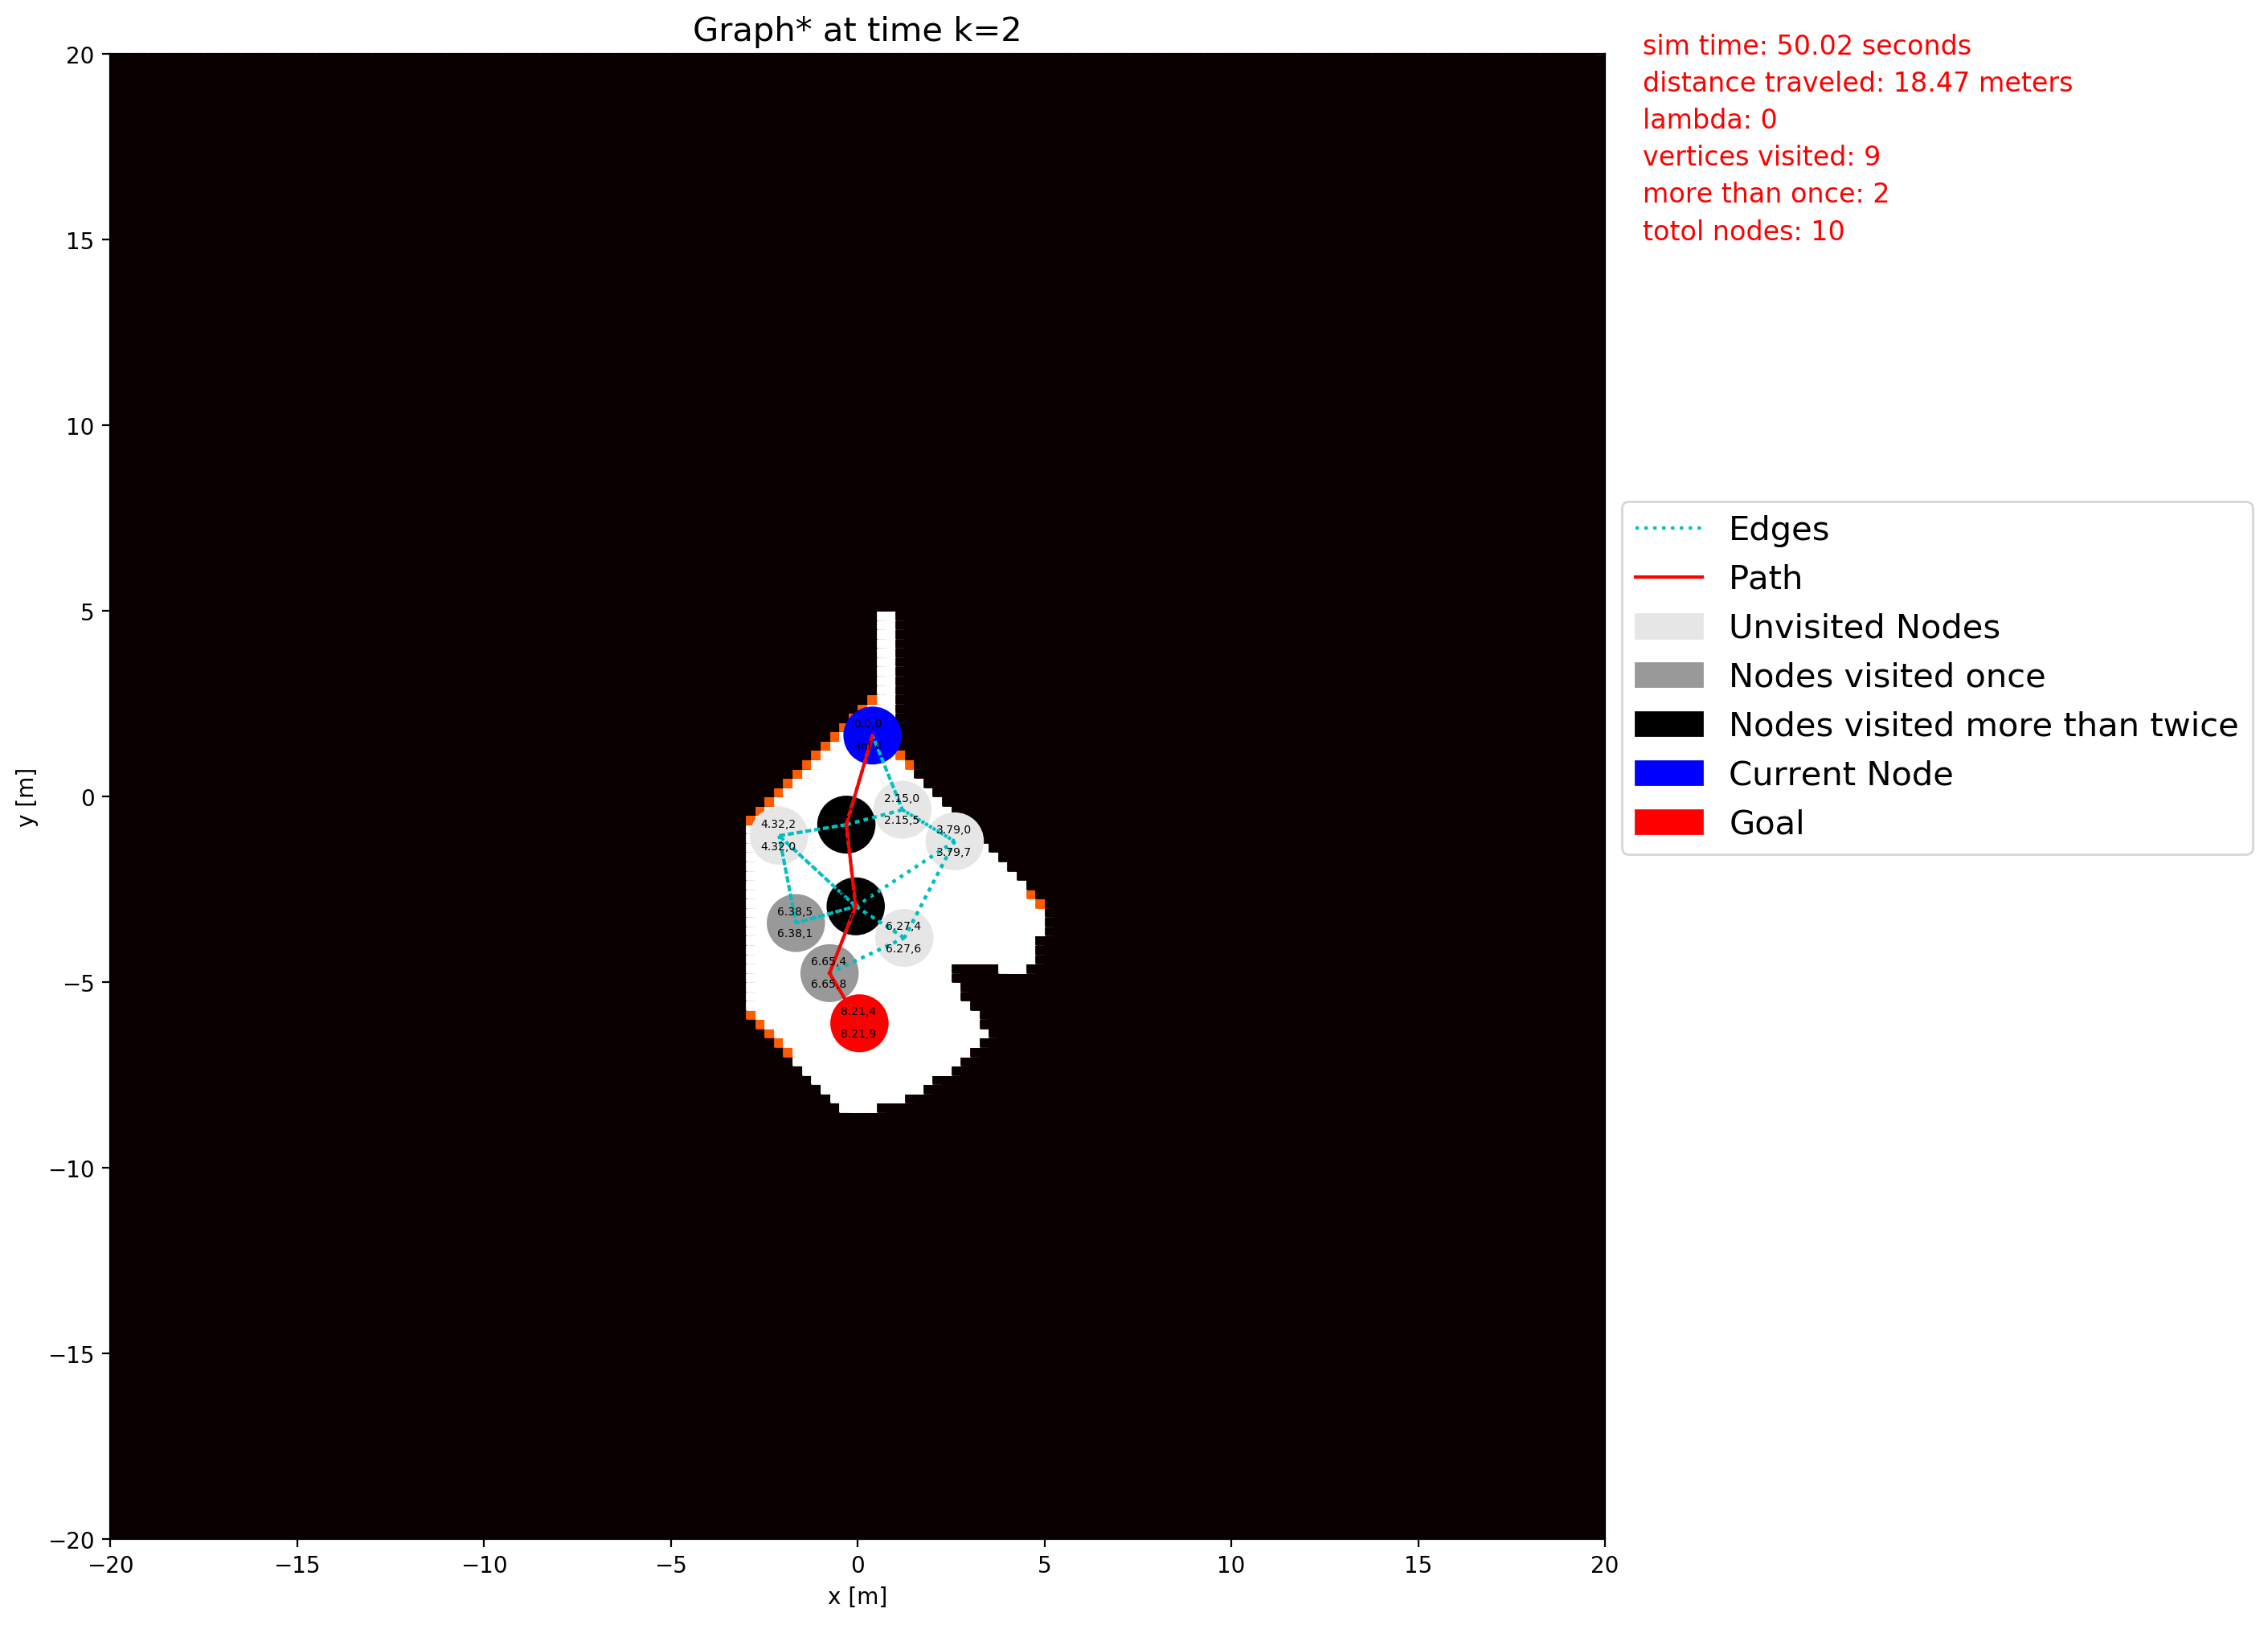 Graph* at time k=2
sim time: 50.02 seconds
distance traveled: 18.47 meters
lambda: 0
vertices visited: 9
more than once: 2
totol nodes: 10
20
15
10
5
0
−5
−10
−15
−20
y [m]
0.0,0
2.15,0
2.15,5
4.32,2
4.32,0
3.79,0
3.79,7
6.38,5
6.38,1
6.27,4
6.27,6
6.65,4
6.65,8
8.21,4
8.21,9
−20
−15
−10
−5
0
5
10
15
20
x [m]
Edges
Path
Unvisited Nodes
Nodes visited once
Nodes visited more than twice
Current Node
Goal